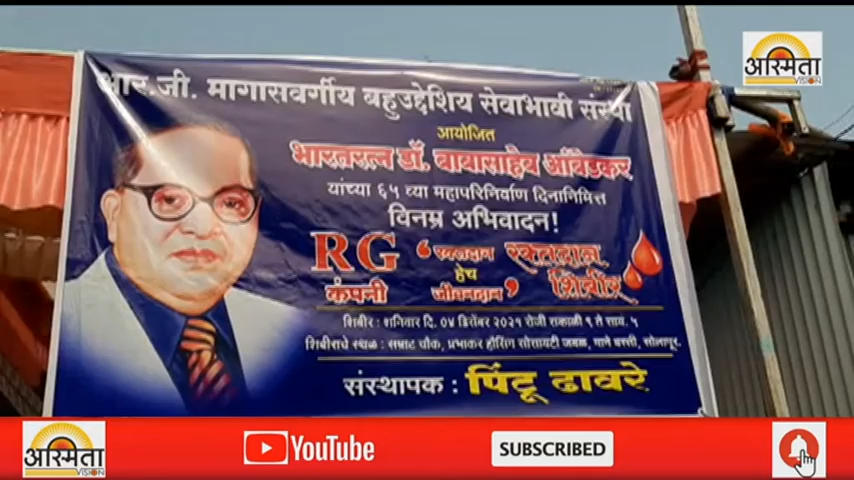 अस्मिता
VISION
आर.जी. मागासवर्गीय बहुउद्देशिय सेवाभावी संस्था
आयोजित
भारतरत्न डॉ. बाबासाहेब आंबेडकर
यांच्या ६५ व्या महापरिनिर्वाण दिनानिमित्त
विनम्र अभिवादन!
RG
कंपनी
‘रक्तदान
हेच
जीवनदान’
रक्तदान
शिबीर
शिबीर : शनिवार दि. ०४ डिसेंबर २०२१ रोजी सकाळी ९ ते सायं. ५
शिबीराचे स्थळ : सम्राट चौक, प्रभाकर हौसिंग सोसायटी जवळ, गाने बस्ती, सोलापूर.
संस्थापक : पिंटू ढावरे
अस्मिता
VISION
YouTube
SUBSCRIBED